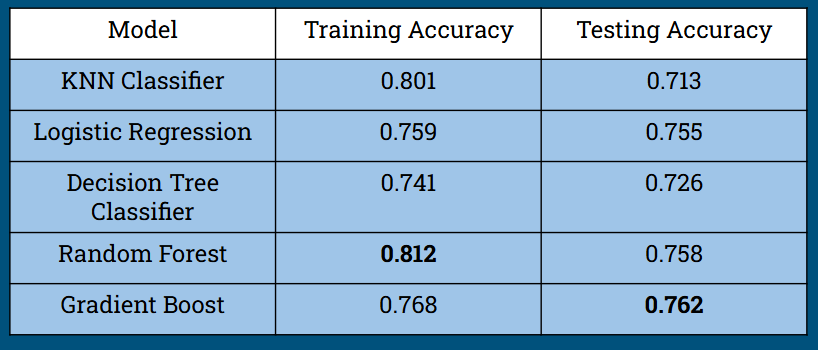 Model Training Accuracy Testing Accuracy
KNN Classifier 0.801 0.713
Logistic Regression 0.759 0.755
Decision Tree 0.741 0.726
Classifier
Random Forest 0.812 0.758
Gradient Boost 0.768 0.762